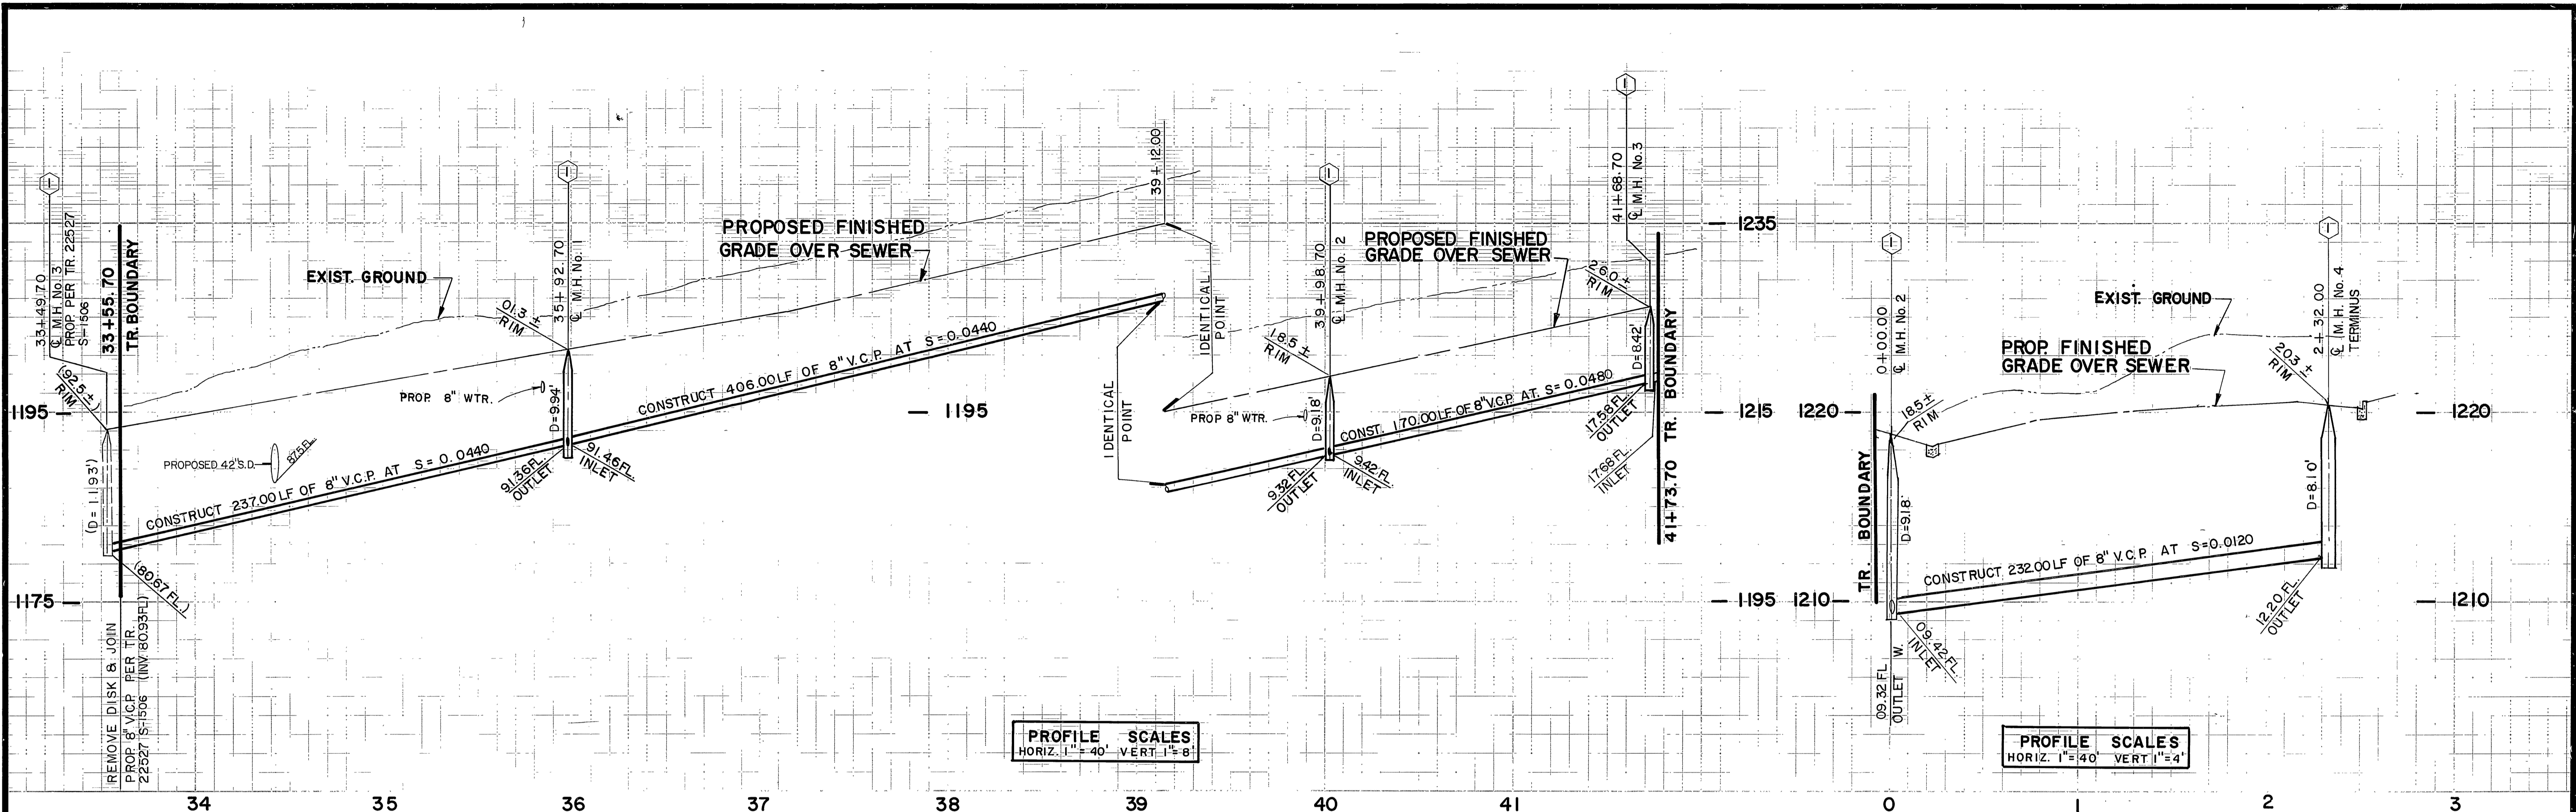 33+49.70
℄ M.H. No. 3
PROP. PER TR. 22527
S-1506
33+55.70
TR. BOUNDARY
(92.5±)
RIM
1195
(D=11.93')
PROPOSED 42" S.D.
87.5 FL.
CONSTRUCT 237.00 LF OF 8" V.C.P. AT S=0.0440
(80.67 FL.)
1175
REMOVE DISK & JOIN
PROP. 8" V.C.P. PER TR.
22527 S-1506 (INV. 80.93 FL)
EXIST. GROUND
01.3 ±
RIM
1
35+92.70
℄ M.H. No. 1
PROP. 8" WTR.
D=9.94'
91.36 FL.
OUTLET
91.46 FL.
INLET
PROPOSED FINISHED
GRADE OVER SEWER
CONSTRUCT 406.00 LF OF 8" V.C.P. AT S=0.0440
1195
39+12.00
IDENTICAL
POINT
IDENTICAL
POINT
1
39+98.70
℄ M.H. No. 2
18.5 ±
RIM
PROP 8" WTR.
D=9.18'
9.32 FL.
OUTLET
9.42 FL
INLET
PROPOSED FINISHED
GRADE OVER SEWER
CONST. 170.00 LF OF 8" V.C.P. AT S=0.0480
1
41+68.70
℄ M.H. No. 3
26.0 ±
RIM
D=8.42'
17.58 FL.
OUTLET
17.68 FL.
INLET
41+73.70 TR. BOUNDARY
1235
1215
1195
1
PROFILE SCALES
HORIZ. 1"=40' VERT 1"=8'
1220
1210
TR. BOUNDARY
1
0+00.00
℄ M.H. No. 2
18.5 ±
RIM
D=9.18'
09.32 FL
OUTLET W.
09.42 FL
INLET
CONSTRUCT 232.00 LF OF 8" V.C.P. AT S=0.0120
EXIST. GROUND
PROP. FINISHED
GRADE OVER SEWER
1
2+32.00
℄ M.H. No. 4
TERMINUS
20.3 ±
RIM
D=8.10'
12.20 FL
OUTLET
1220
1210
PROFILE SCALES
HORIZ. 1"=40' VERT 1"=4'
34 35 36 37 38 39 40 41 0 1 2 3